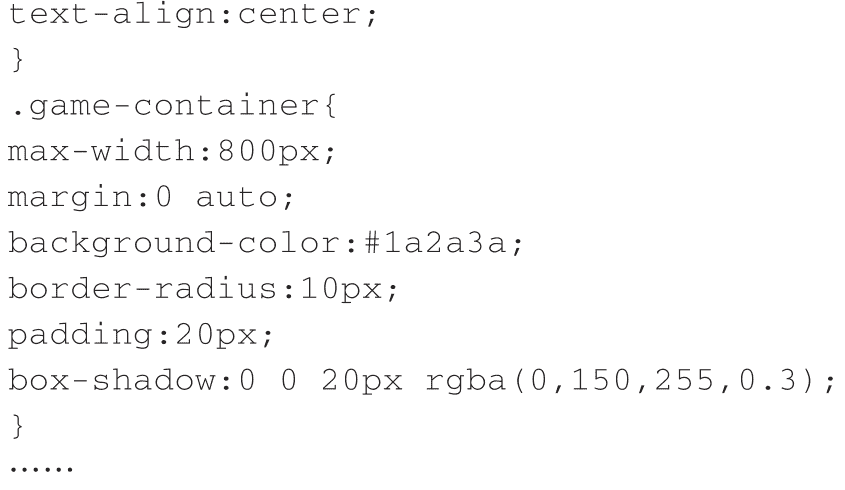 text-align:center;
}
.game-container{
max-width:800px;
margin:0 auto;
background-color:#1a2a3a;
border-radius:10px;
padding:20px;
box-shadow:0 0 20px rgba(0,150,255,0.3);
}
……